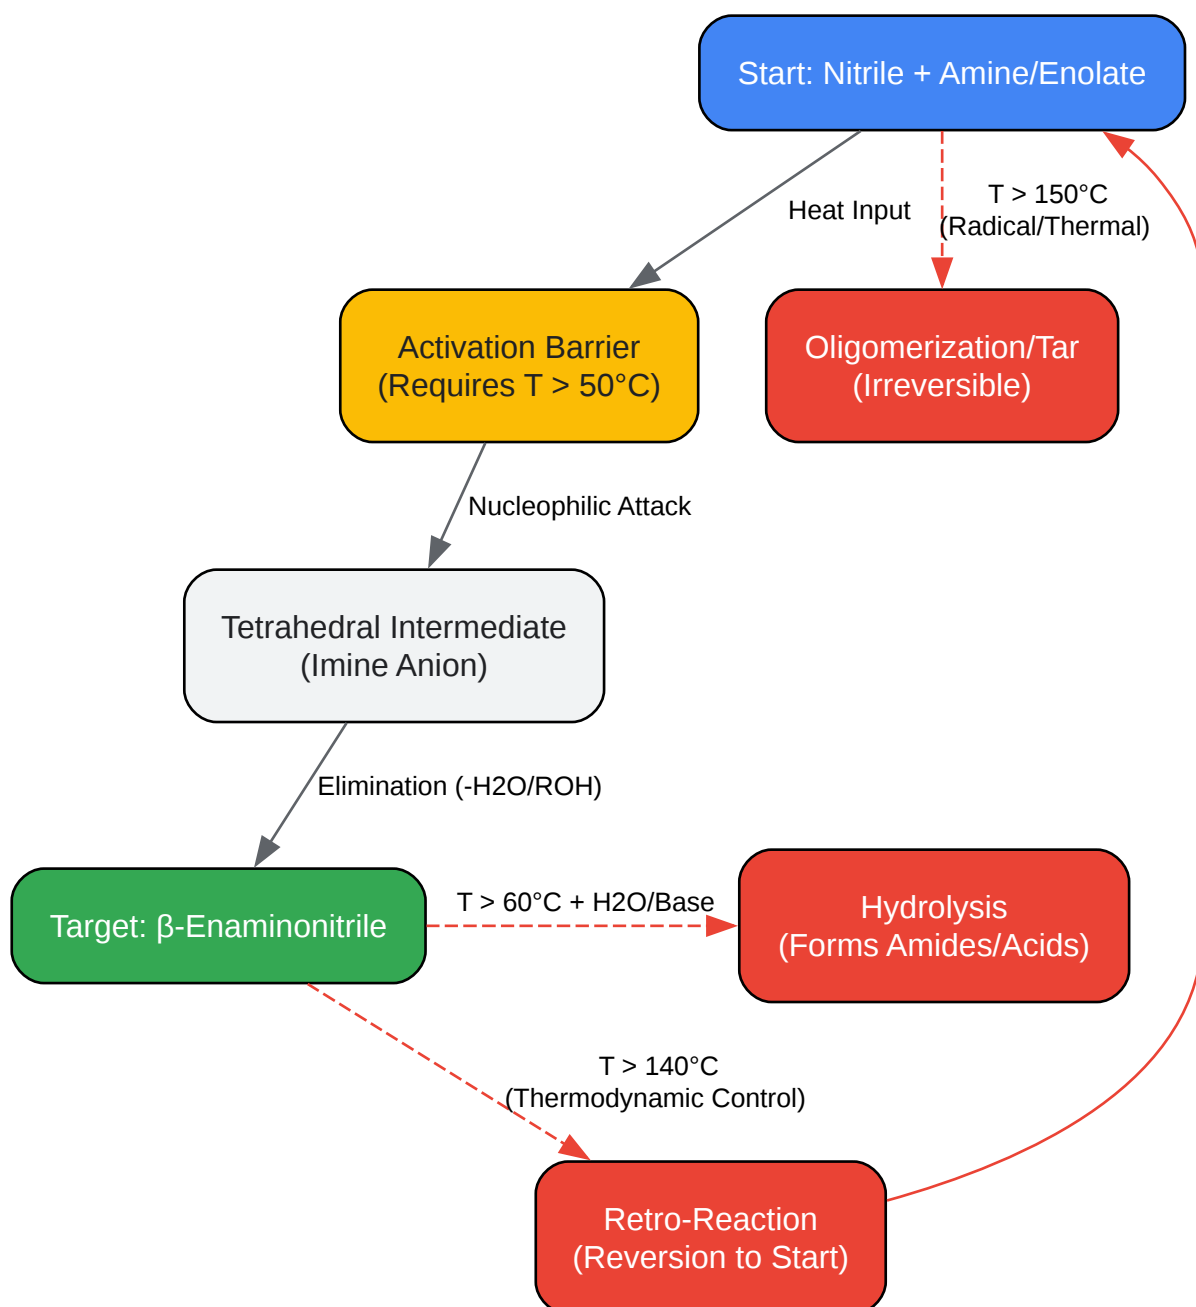 Start: Nitrile + Amine/Enolate
Heat Input
T > 150°C
(Radical/Thermal)
Activation Barrier
(Requires T > 50°C)
Oligomerization/Tar
(Irreversible)
Nucleophilic Attack
Tetrahedral Intermediate
(Imine Anion)
Elimination (-H2O/ROH)
Target: β-Enaminonitrile
T > 60°C + H2O/Base
Hydrolysis
(Forms Amides/Acids)
T > 140°C
(Thermodynamic Control)
Retro-Reaction
(Reversion to Start)